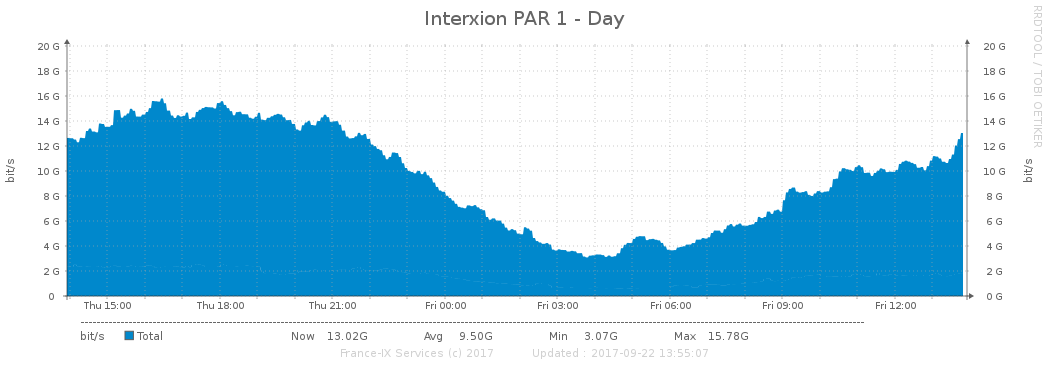 Interxion PAR 1 - Day
RRDTOOL / TOBI OETIKER
bit/s
bit/s
20 G 20 G
18 G 18 G
16 G 16 G
14 G 14 G
12 G 12 G
10 G 10 G
8 G 8 G
6 G 6 G
4 G 4 G
2 G 2 G
0 0 G
Thu 15:00 Thu 18:00 Thu 21:00 Fri 00:00 Fri 03:00 Fri 06:00 Fri 09:00 Fri 12:00
bit/s Total Now 13.02G Avg 9.50G Min 3.07G Max 15.78G
France-IX Services (c) 2017 Updated : 2017-09-22 13:55:07